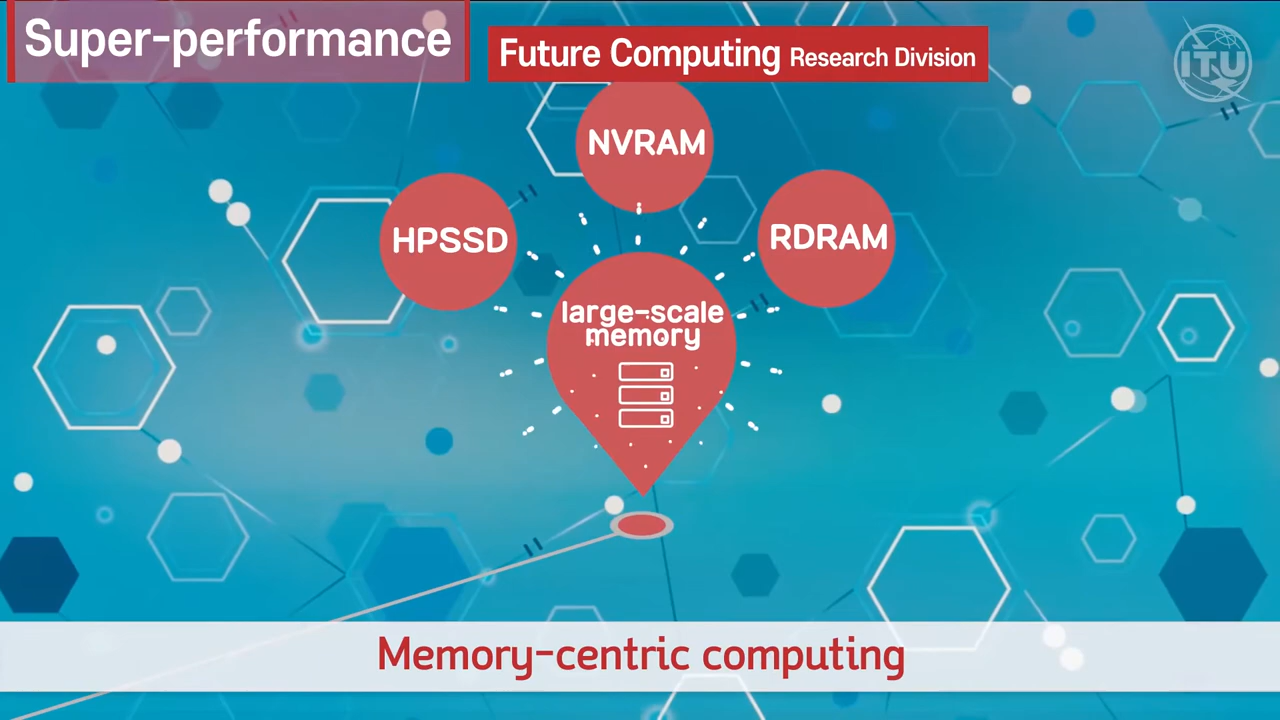 Super-performance
Future Computing Research Division
ITU
NVRAM
HPSSD
RDRAM
large-scale
memory
Memory-centric computing